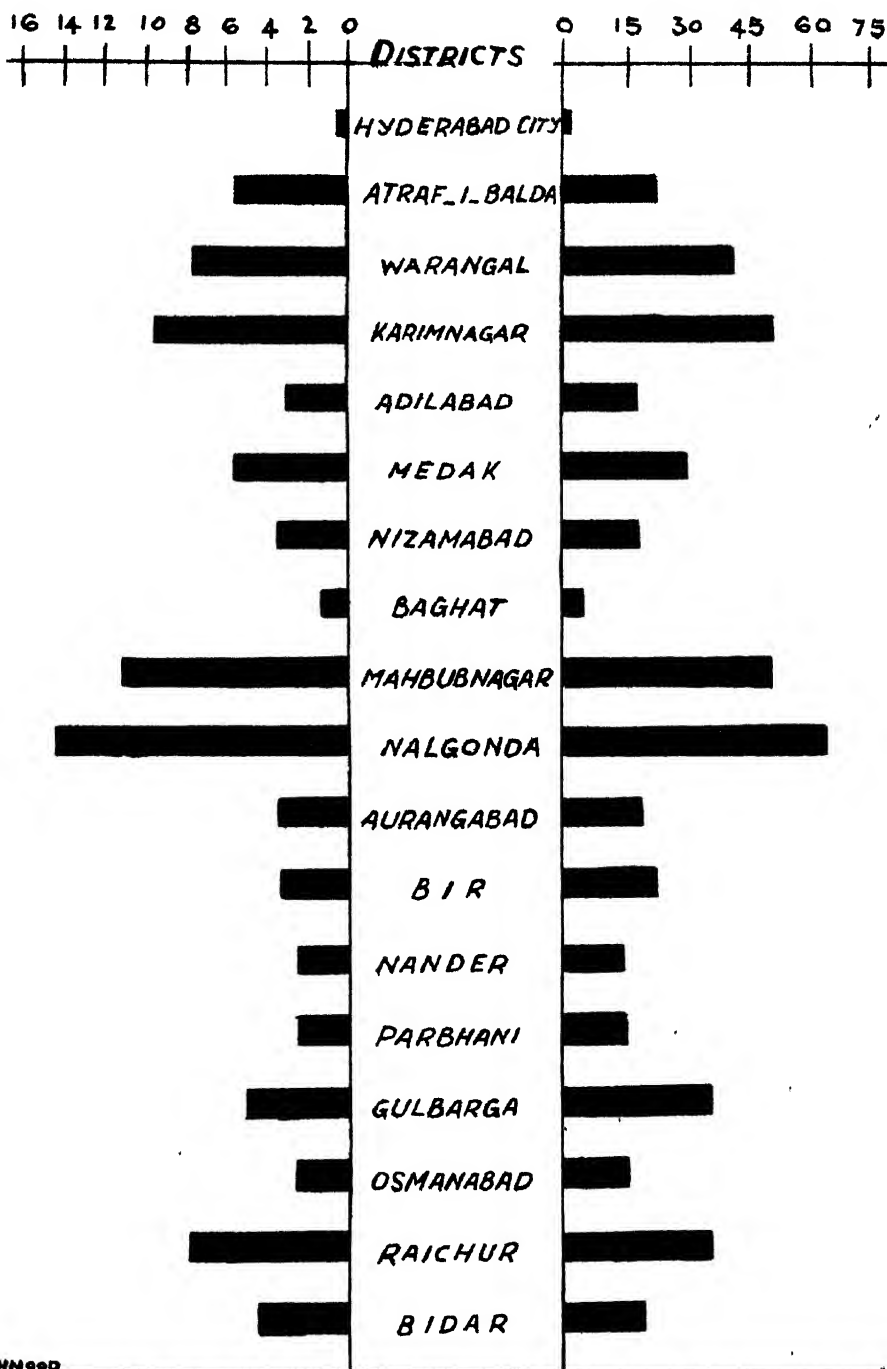 16 14 12 10 8 6 4 2 0 0 15 30 45 60 75
DISTRICTS
HYDERABAD CITY
ATRAF_I_BALDA
WARANGAL
KARIMNAGAR
ADILABAD
MEDAK
NIZAMABAD
BAGHAT
MAHBUBNAGAR
NALGONDA
AURANGABAD
BIR
NANDER
PARBHANI
GULBARGA
OSMANABAD
RAICHUR
BIDAR